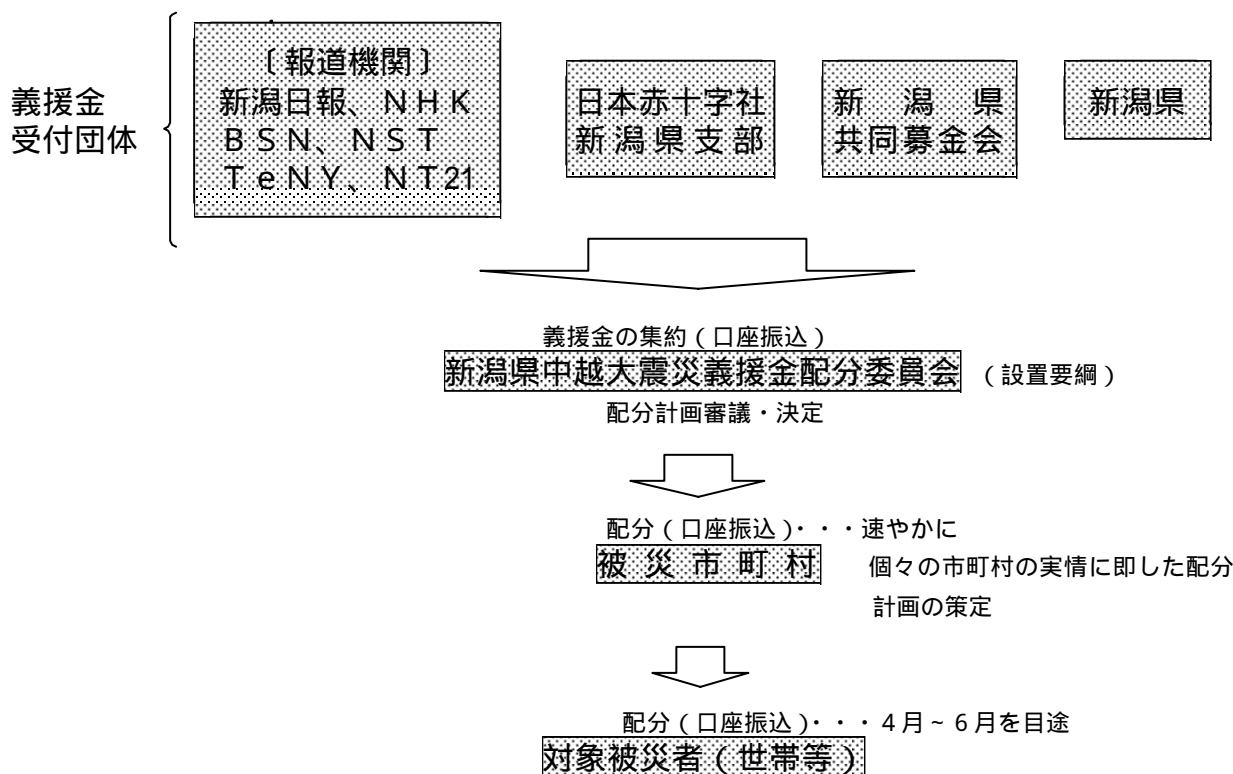 義援金
受付団体
〔報道機関〕
新潟日報、NHK
BSN、NST
TeNY、NT21
日本赤十字社
新潟県支部
新潟県
共同募金会
新潟県
義援金の集約（口座振込）
新潟県中越大震災義援金配分委員会（設置要綱）
配分計画審議・決定
配分（口座振込）・・・速やかに
被災市町村
個々の市町村の実情に即した配分
計画の策定
配分（口座振込）・・・４月～６月を目途
対象被災者（世帯等）